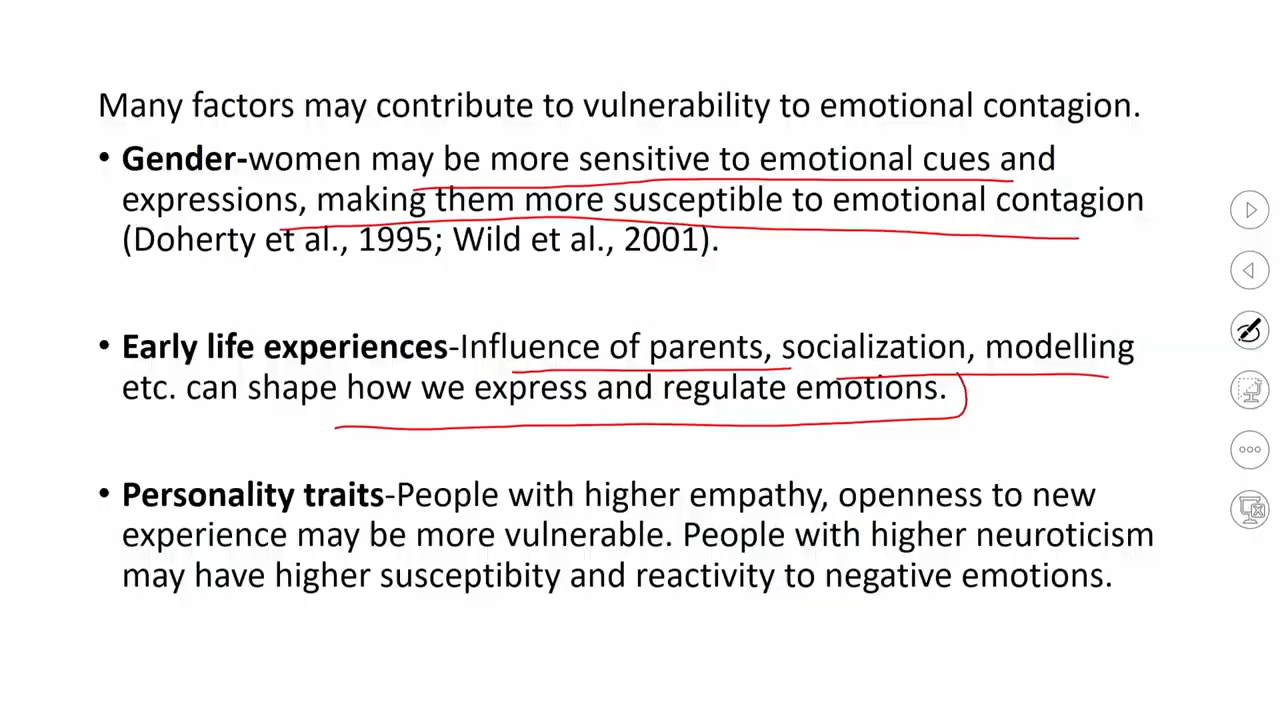 Many factors may contribute to vulnerability to emotional contagion.
• Gender-women may be more sensitive to emotional cues and
expressions, making them more susceptible to emotional contagion
(Doherty et al., 1995; Wild et al., 2001).
• Early life experiences-Influence of parents, socialization, modelling
etc. can shape how we express and regulate emotions.
• Personality traits-People with higher empathy, openness to new
experience may be more vulnerable. People with higher neuroticism
may have higher susceptibity and reactivity to negative emotions.